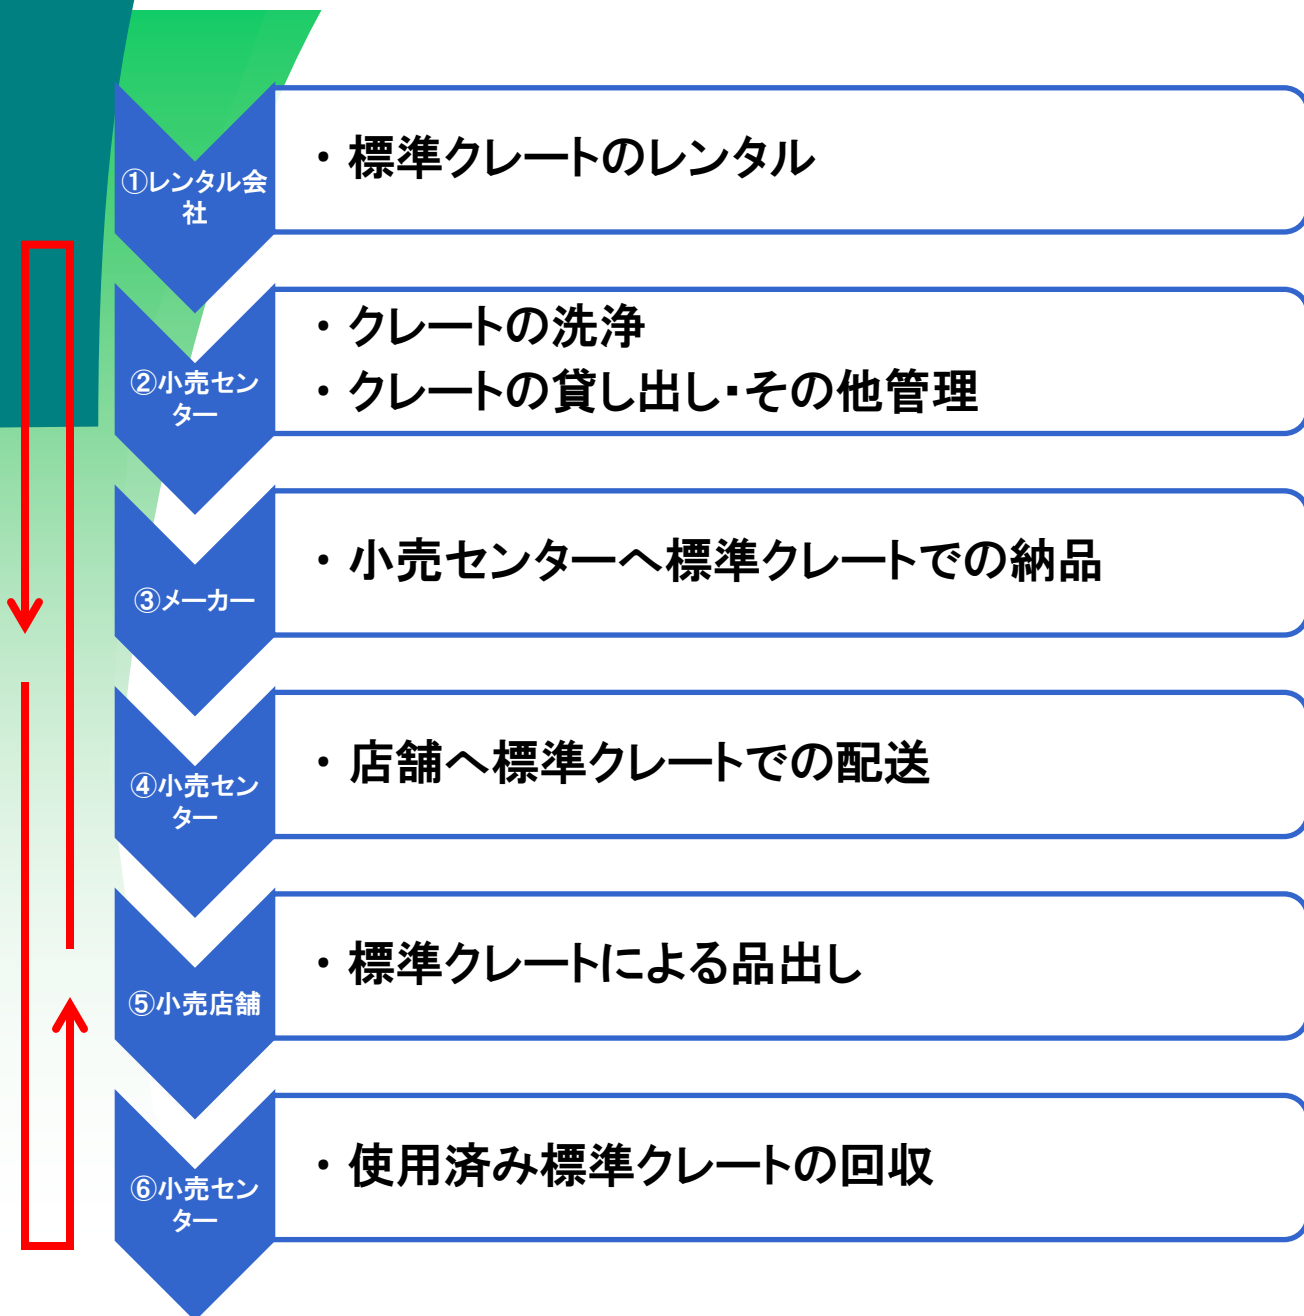 ①レンタル会
社
・標準クレートのレンタル
②小売セン
ター
・クレートの洗浄
・クレートの貸し出し・その他管理
③メーカー
・小売センターへ標準クレートでの納品
④小売セン
ター
・店舗へ標準クレートでの配送
⑤小売店舗
・標準クレートによる品出し
⑥小売セン
ター
・使用済み標準クレートの回収